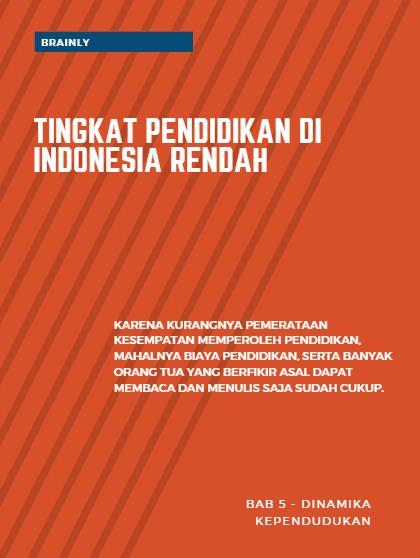 BRAINLY
TINGKAT PENDIDIKAN DI
INDONESIA RENDAH
KARENA KURANGNYA PEMERATAAN
KESEMPATAN MEMPEROLEH PENDIDIKAN,
MAHALNYA BIAYA PENDIDIKAN, SERTA BANYAK
ORANG TUA YANG BERFIKIR ASAL DAPAT
MEMBACA DAN MENULIS SAJA SUDAH CUKUP.
BAB 5 - DINAMIKA
KEPENDUDUKAN